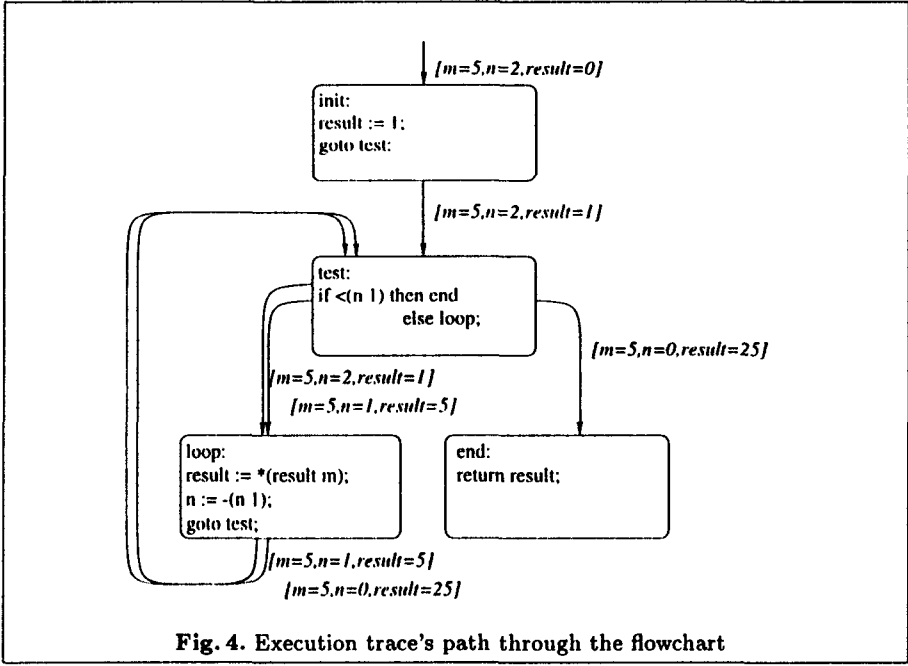 [m=5,n=2,result=0]
init:
result := 1;
goto test:
[m=5,n=2,result=1]
test:
if <(n 1) then end
else loop;
[m=5,n=0,result=25]
[m=5,n=2,result=1]
[m=5,n=1,result=5]
loop:
result := *(result m);
n := -(n 1);
goto test;
end:
return result;
[m=5,n=1,result=5]
[m=5,n=0,result=25]
Fig. 4. Execution trace's path through the flowchart